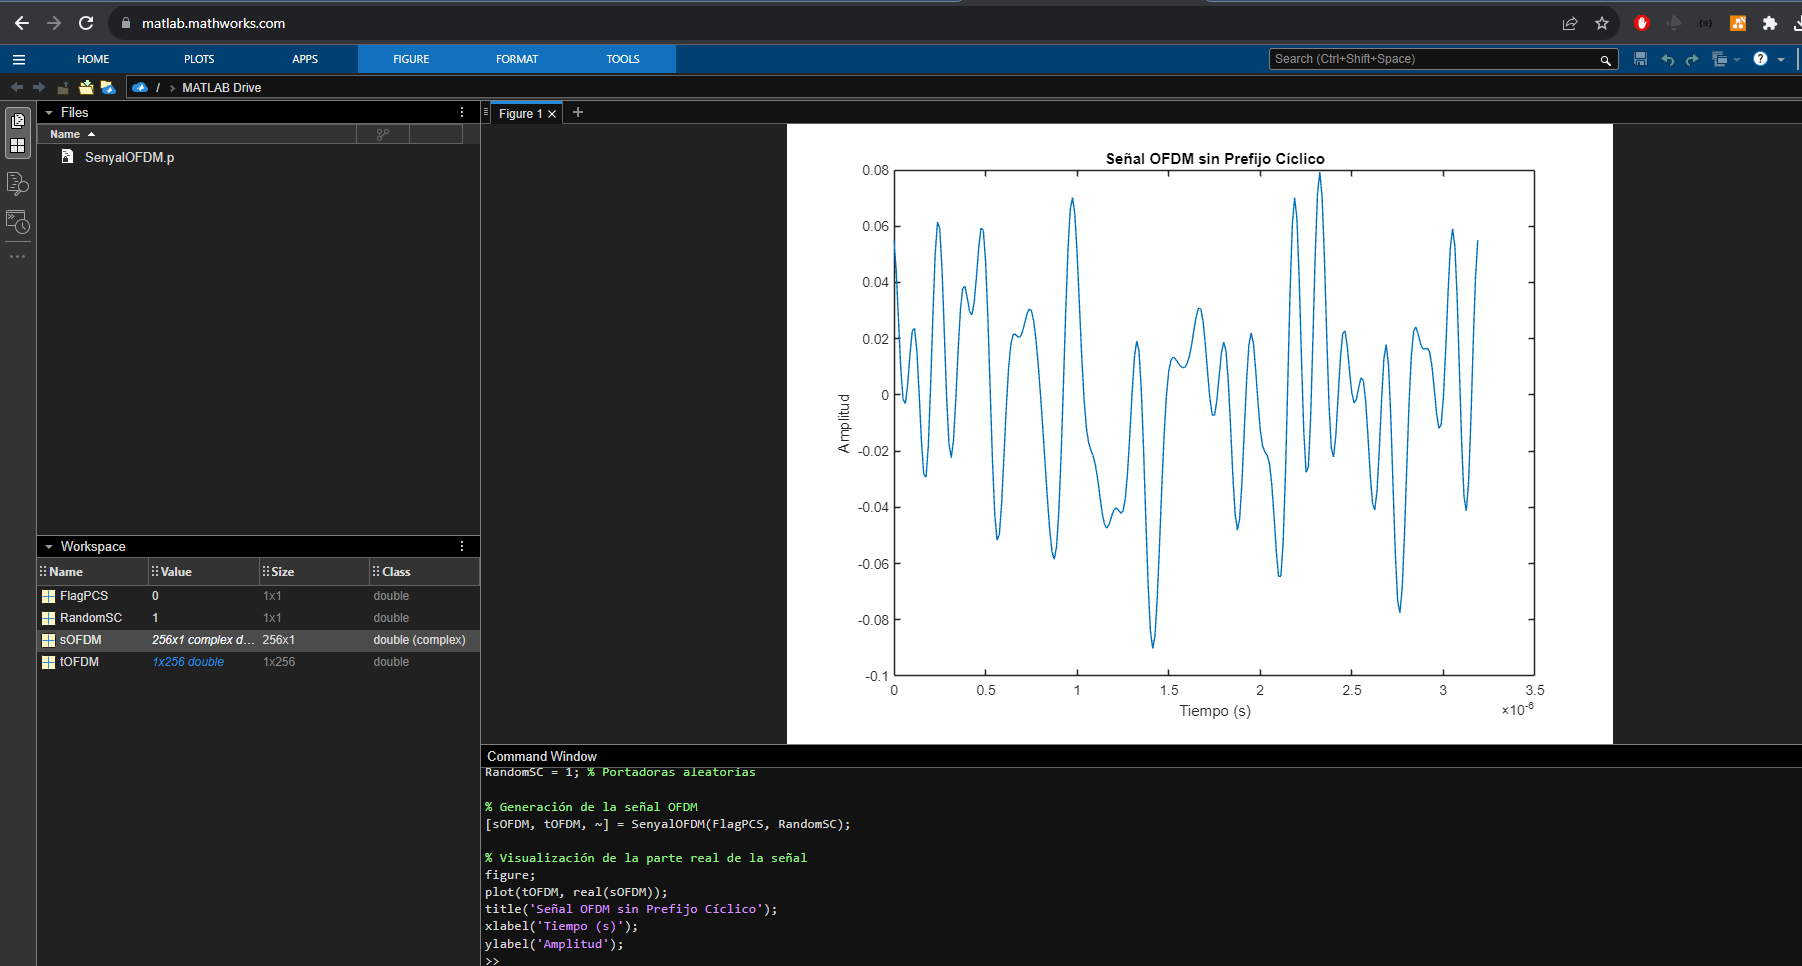 matlab.mathworks.com
HOME PLOTS APPS FIGURE FORMAT TOOLS Search (Ctrl+Shift+Space)
/ > MATLAB Drive
Files
Name
SenyalOFDM.p
Workspace
Name Value Size Class
FlagPCS 0 1x1 double
RandomSC 1 1x1 double
sOFDM 256x1 complex d... 256x1 double (complex)
tOFDM 1x256 double 1x256 double
Figure 1
Señal OFDM sin Prefijo Cíclico
0.08
0.06
0.04
0.02
0
-0.02
-0.04
-0.06
-0.08
-0.1
Amplitud
0 0.5 1 1.5 2 2.5 3 3.5
Tiempo (s)
×10-6
Command Window
RandomSC = 1; % Portadoras aleatorias
% Generación de la señal OFDM
[sOFDM, tOFDM, ~] = SenyalOFDM(FlagPCS, RandomSC);
% Visualización de la parte real de la señal
figure;
plot(tOFDM, real(sOFDM));
title('Señal OFDM sin Prefijo Cíclico');
xlabel('Tiempo (s)');
ylabel('Amplitud');
>>